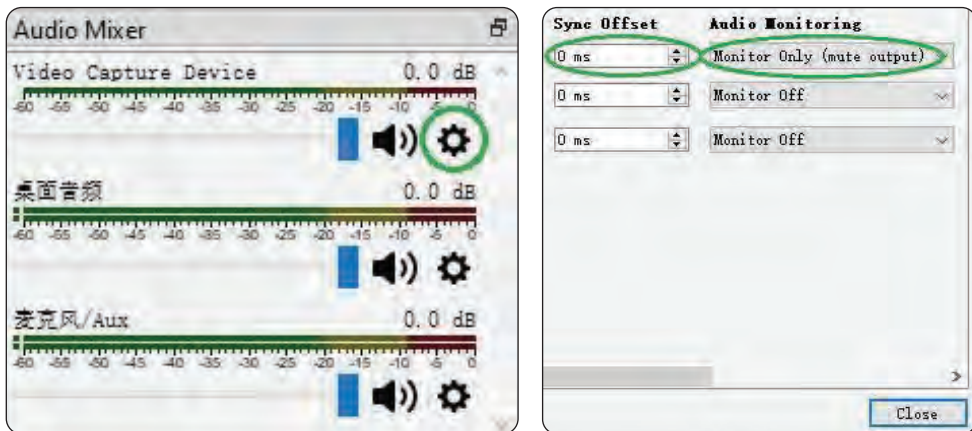 Audio Mixer
Video Capture Device 0.0 dB
-60 -55 -50 -45 -40 -35 -30 -25 -20 -15 -10 -5 0
桌面音频 0.0 dB
-60 -55 -50 -45 -40 -35 -30 -25 -20 -15 -10 -5 0
麦克风/Aux 0.0 dB
-60 -55 -50 -45 -40 -35 -30 -25 -20 -15 -10 -5 0
Sync Offset Audio Monitoring
0 ms Monitor Only (mute output)
0 ms Monitor Off
0 ms Monitor Off
Close